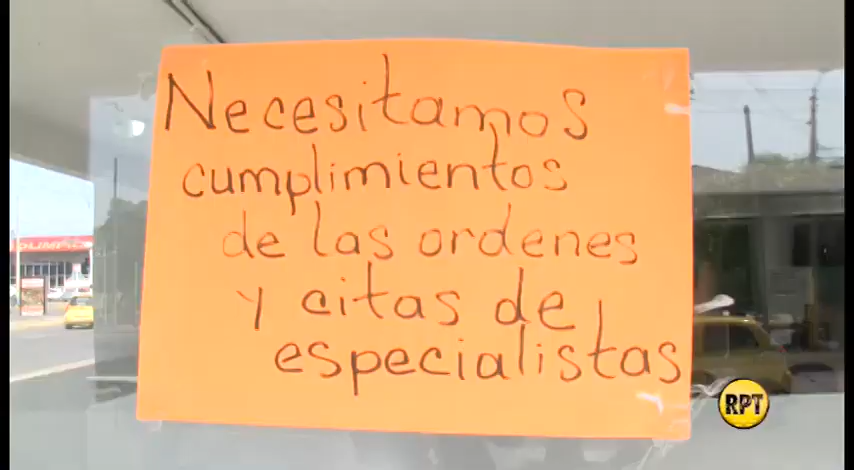 Necesitamos
cumplimientos
de las ordenes
y citas de
especialistas
RPT